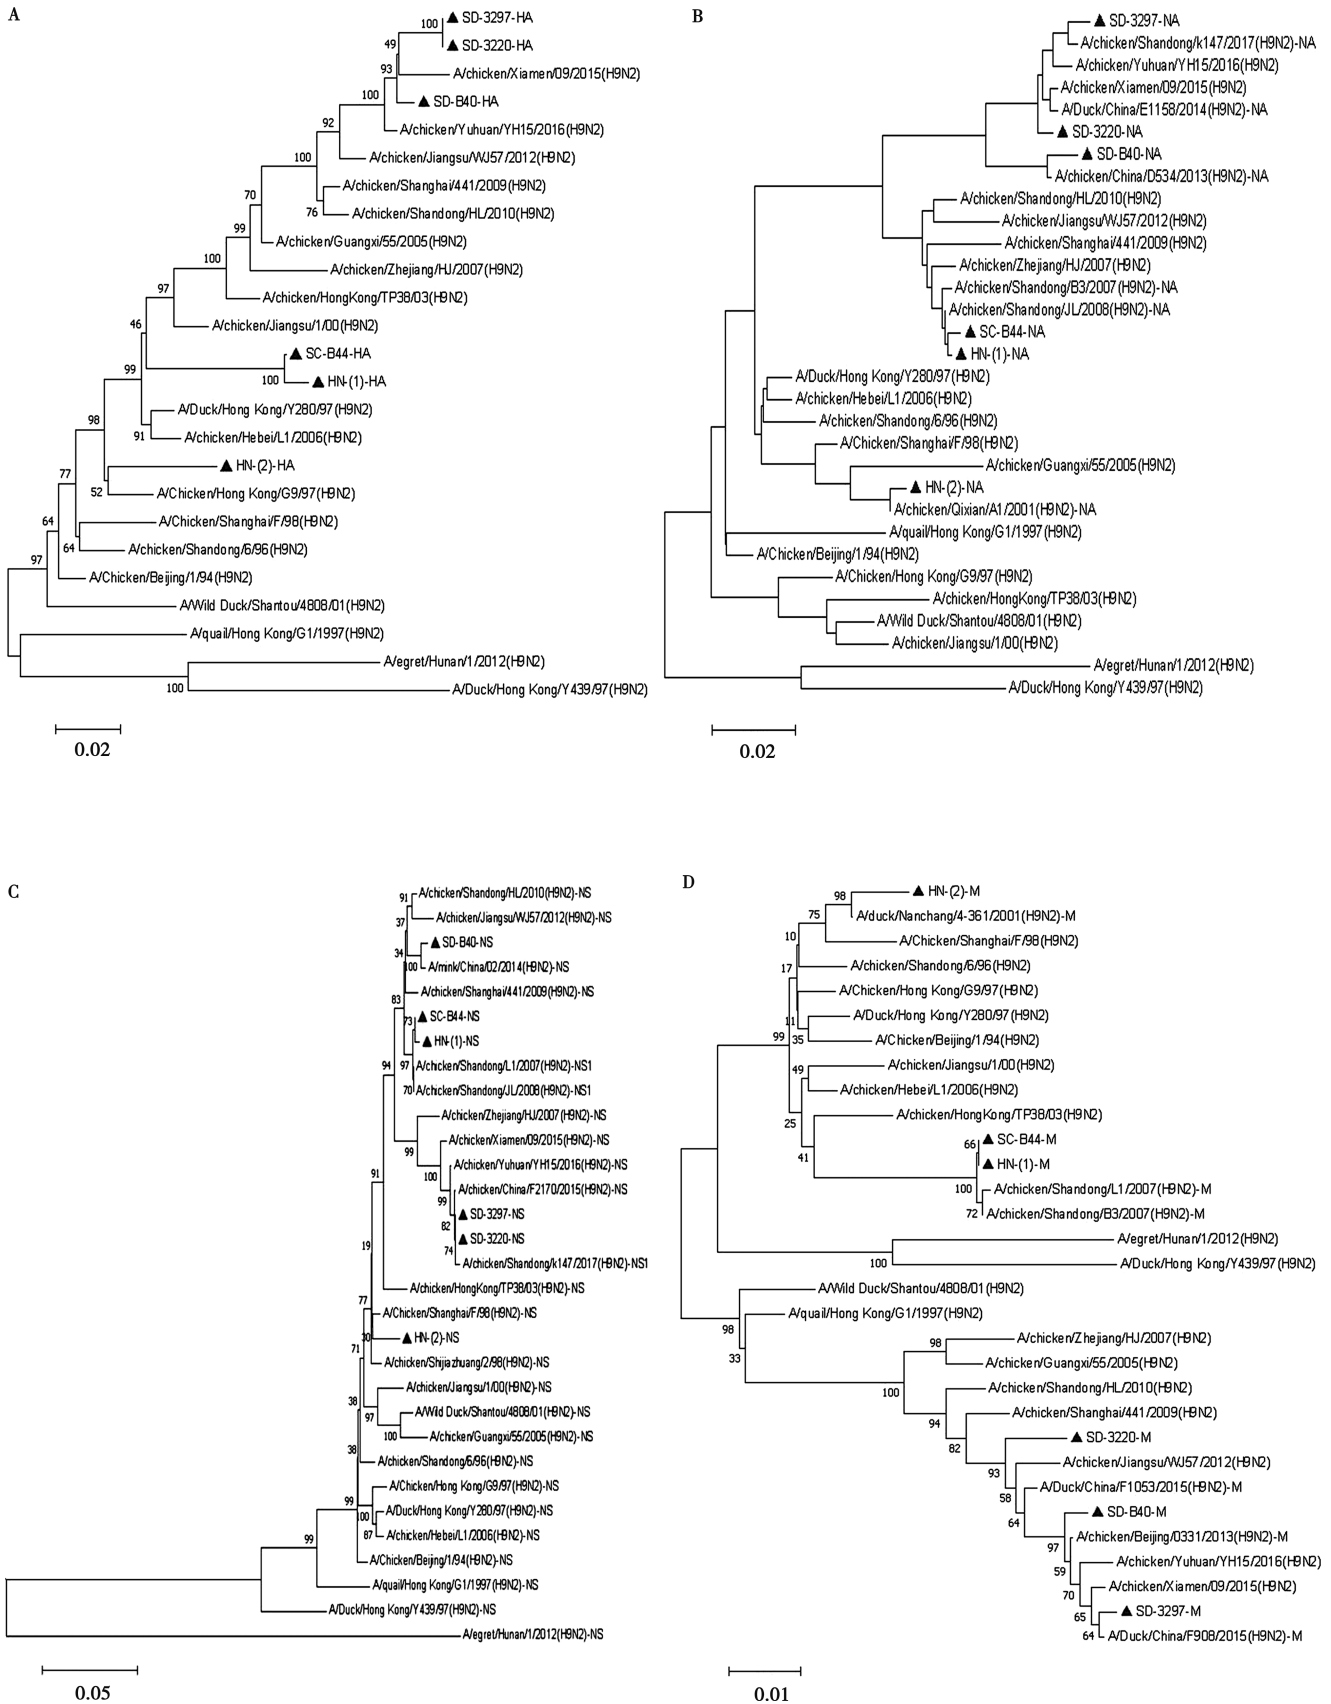 A
100
SD-3297-HA
SD-3220-HA
49
A/chicken/Xiamen/09/2015(H9N2)
93
SD-B40-HA
100
A/chicken/Yuhuan/YH15/2016(H9N2)
92
A/chicken/Jiangsu/WJ57/2012(H9N2)
100
A/chicken/Shanghai/441/2009(H9N2)
76
A/chicken/Shandong/HL/2010(H9N2)
70
A/chicken/Guangxi/55/2005(H9N2)
99
A/chicken/Zhejiang/HJ/2007(H9N2)
100
A/chicken/HongKong/TP38/03(H9N2)
97
A/chicken/Jiangsu/1/00(H9N2)
46
SC-B44-HA
100
HN-(1)-HA
99
A/Duck/Hong Kong/Y280/97(H9N2)
91
A/chicken/Hebei/L1/2006(H9N2)
98
HN-(2)-HA
52
A/Chicken/Hong Kong/G9/97(H9N2)
77
A/Chicken/Shanghai/F/98(H9N2)
64
A/chicken/Shandong/6/96(H9N2)
64
A/Chicken/Beijing/1/94(H9N2)
97
A/Wild Duck/Shantou/4808/01(H9N2)
A/quail/Hong Kong/G1/1997(H9N2)
A/egret/Hunan/1/2012(H9N2)
100
A/Duck/Hong Kong/Y439/97(H9N2)
0.02
B
SD-3297-NA
A/chicken/Shandong/k147/2017(H9N2)-NA
A/chicken/Yuhuan/YH15/2016(H9N2)
A/chicken/Xiamen/09/2015(H9N2)
A/Duck/China/E1158/2014(H9N2)-NA
SD-3220-NA
SD-B40-NA
A/chicken/China/D534/2013(H9N2)-NA
A/chicken/Shandong/HL/2010(H9N2)
A/chicken/Jiangsu/WJ57/2012(H9N2)
A/chicken/Shanghai/441/2009(H9N2)
A/chicken/Zhejiang/HJ/2007(H9N2)
A/chicken/Shandong/B3/2007(H9N2)-NA
A/chicken/Shandong/JL/2008(H9N2)-NA
SC-B44-NA
HN-(1)-NA
A/Duck/Hong Kong/Y280/97(H9N2)
A/chicken/Hebei/L1/2006(H9N2)
A/chicken/Shandong/6/96(H9N2)
A/Chicken/Shanghai/F/98(H9N2)
A/chicken/Guangxi/55/2005(H9N2)
HN-(2)-NA
A/chicken/Qixian/A1/2001(H9N2)-NA
A/quail/Hong Kong/G1/1997(H9N2)
A/Chicken/Beijing/1/94(H9N2)
A/Chicken/Hong Kong/G9/97(H9N2)
A/chicken/HongKong/TP38/03(H9N2)
A/Wild Duck/Shantou/4808/01(H9N2)
A/chicken/Jiangsu/1/00(H9N2)
A/egret/Hunan/1/2012(H9N2)
A/Duck/Hong Kong/Y439/97(H9N2)
0.02
C
91
A/chicken/Shandong/HL/2010(H9N2)-NS
A/chicken/Jiangsu/WJ57/2012(H9N2)-NS
37
SD-B40-NS
34
100
A/mink/China/02/2014(H9N2)-NS
A/chicken/Shanghai/441/2009(H9N2)-NS
83
73
SC-B44-NS
HN-(1)-NS
94
97
A/chicken/Shandong/L1/2007(H9N2)-NS1
70
A/chicken/Shandong/JL/2008(H9N2)-NS1
A/chicken/Zhejiang/HJ/2007(H9N2)-NS
99
A/chicken/Xiamen/09/2015(H9N2)-NS
100
A/chicken/Yuhuan/YH15/2016(H9N2)-NS
99
A/chicken/China/F2170/2015(H9N2)-NS
82
SD-3297-NS
74
SD-3220-NS
A/chicken/Shandong/k147/2017(H9N2)-NS1
91
A/chicken/HongKong/TP38/03(H9N2)-NS
19
A/Chicken/Shanghai/F/98(H9N2)-NS
77
30
HN-(2)-NS
71
A/chicken/Shijiazhuang/2/98(H9N2)-NS
A/chicken/Jiangsu/1/00(H9N2)-NS
38
97
A/Wild Duck/Shantou/4808/01(H9N2)-NS
100
A/chicken/Guangxi/55/2005(H9N2)-NS
38
A/chicken/Shandong/6/96(H9N2)-NS
A/Chicken/Hong Kong/G9/97(H9N2)-NS
99
100
A/Duck/Hong Kong/Y280/97(H9N2)-NS
87
A/chicken/Hebei/L1/2006(H9N2)-NS
99
A/Chicken/Beijing/1/94(H9N2)-NS
A/quail/Hong Kong/G1/1997(H9N2)-NS
A/Duck/Hong Kong/Y439/97(H9N2)-NS
A/egret/Hunan/1/2012(H9N2)-NS
0.05
D
98
HN-(2)-M
75
A/duck/Nanchang/4-361/2001(H9N2)-M
10
A/Chicken/Shanghai/F/98(H9N2)
17
A/chicken/Shandong/6/96(H9N2)
A/Chicken/Hong Kong/G9/97(H9N2)
11
A/Duck/Hong Kong/Y280/97(H9N2)
99
35
A/Chicken/Beijing/1/94(H9N2)
49
A/chicken/Jiangsu/1/00(H9N2)
A/chicken/Hebei/L1/2006(H9N2)
25
A/chicken/HongKong/TP38/03(H9N2)
41
66
SC-B44-M
HN-(1)-M
100
A/chicken/Shandong/L1/2007(H9N2)-M
72
A/chicken/Shandong/B3/2007(H9N2)-M
A/egret/Hunan/1/2012(H9N2)
100
A/Duck/Hong Kong/Y439/97(H9N2)
A/Wild Duck/Shantou/4808/01(H9N2)
98
A/quail/Hong Kong/G1/1997(H9N2)
33
98
A/chicken/Zhejiang/HJ/2007(H9N2)
A/chicken/Guangxi/55/2005(H9N2)
100
A/chicken/Shandong/HL/2010(H9N2)
94
A/chicken/Shanghai/441/2009(H9N2)
82
SD-3220-M
93
A/chicken/Jiangsu/WJ57/2012(H9N2)
58
A/Duck/China/F1053/2015(H9N2)-M
64
SD-B40-M
97
A/chicken/Beijing/0331/2013(H9N2)-M
59
A/chicken/Yuhuan/YH15/2016(H9N2)
70
A/chicken/Xiamen/09/2015(H9N2)
65
SD-3297-M
64
A/Duck/China/F908/2015(H9N2)-M
0.01